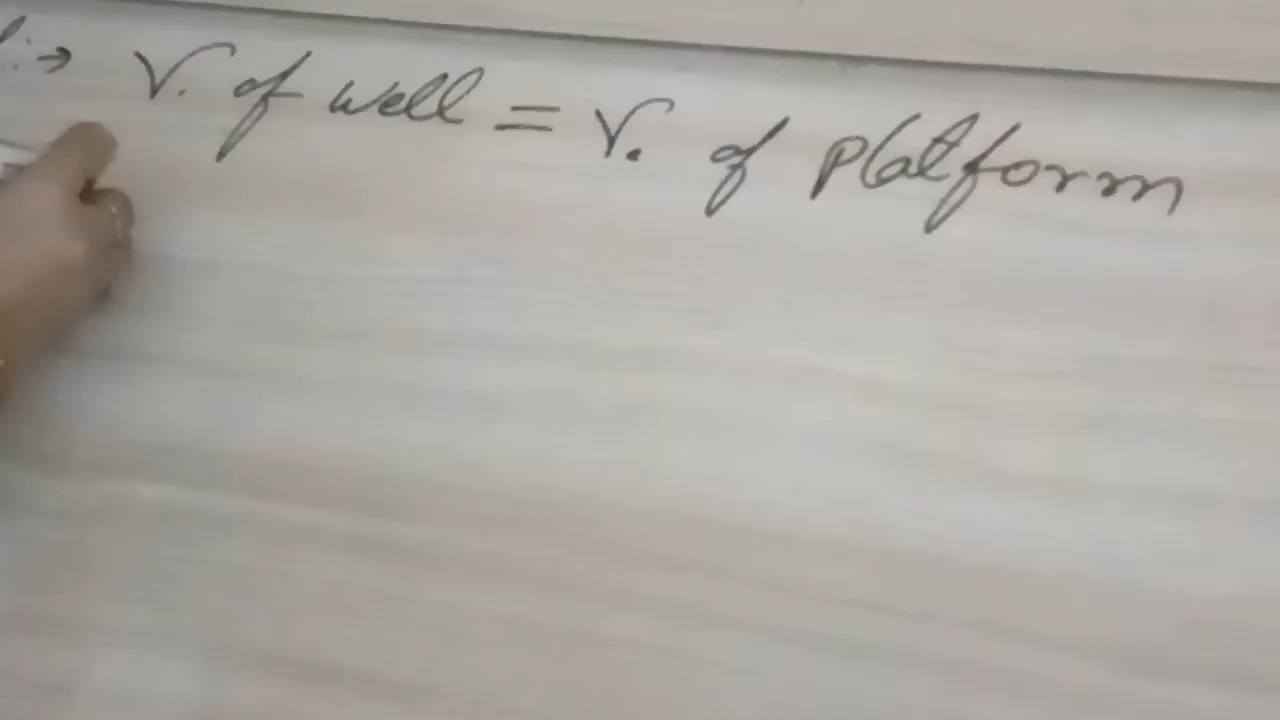 :→ V. of well = V. of Platform